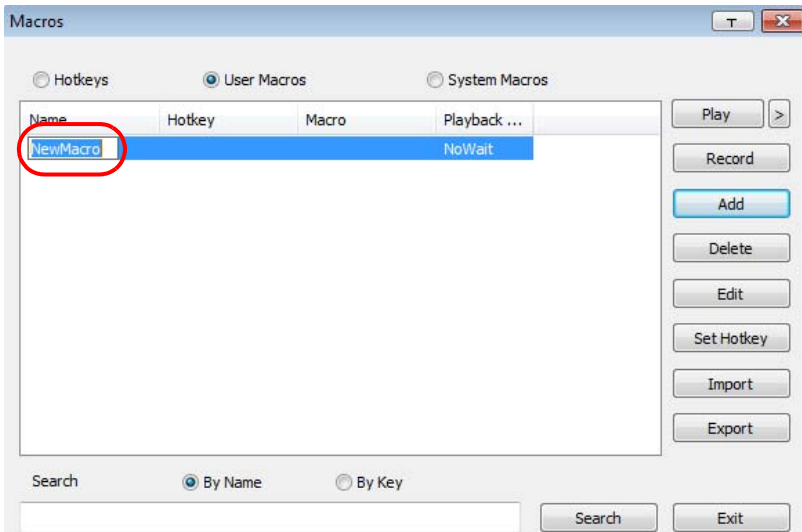 Macros
Hotkeys User Macros System Macros
Name Hotkey Macro Playback ...
NewMacro NoWait
Play >
Record
Add
Delete
Edit
Set Hotkey
Import
Export
Search By Name By Key
Search Exit